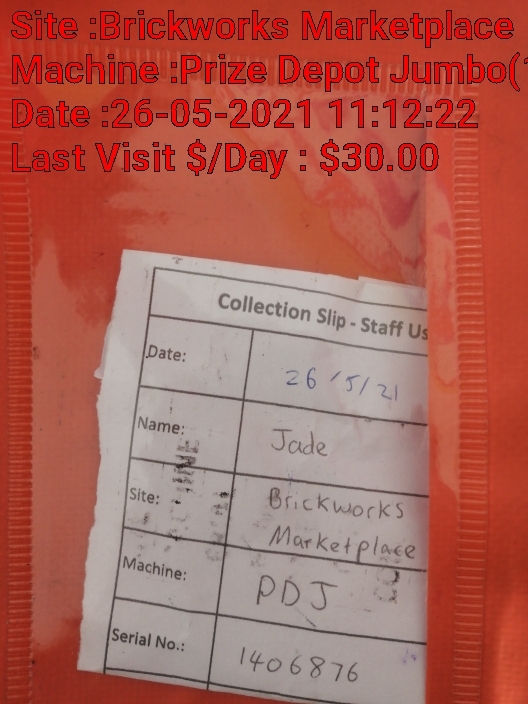 Site :Brickworks Marketplace
Machine :Prize Depot Jumbo(
Date :26-05-2021 11:12:22
Last Visit $/Day : $30.00
Collection Slip - Staff Us
Date: 26/5/21
Name: Jade
Site: Brickworks
Marketplace
Machine: PDJ
Serial No.: 1406876